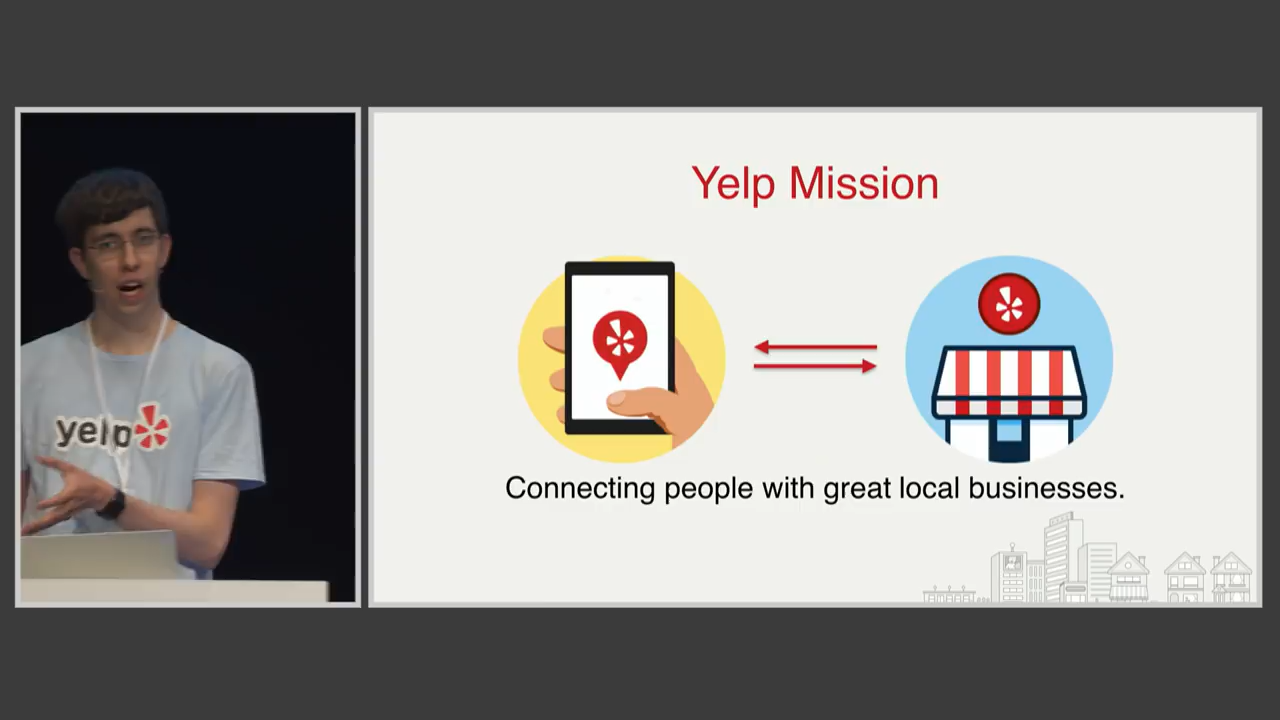 Yelp Mission
yelp
Connecting people with great local businesses.